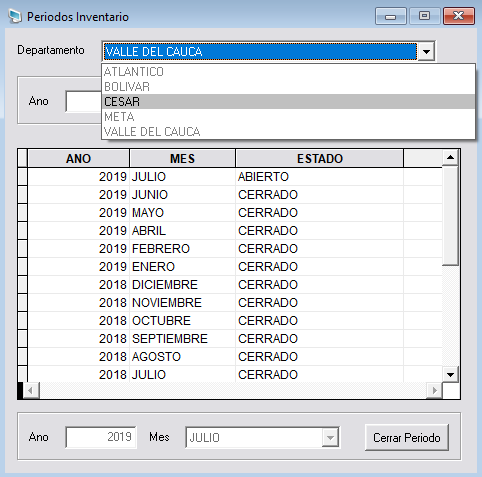 Periodos Inventario
Departamento VALLE DEL CAUCA
ATLANTICO
BOLIVAR
CESAR
META
VALLE DEL CAUCA
Ano
ANO MES ESTADO
2019 JULIO ABIERTO
2019 JUNIO CERRADO
2019 MAYO CERRADO
2019 ABRIL CERRADO
2019 FEBRERO CERRADO
2019 ENERO CERRADO
2018 DICIEMBRE CERRADO
2018 NOVIEMBRE CERRADO
2018 OCTUBRE CERRADO
2018 SEPTIEMBRE CERRADO
2018 AGOSTO CERRADO
2018 JULIO CERRADO
Ano 2019 Mes JULIO Cerrar Periodo